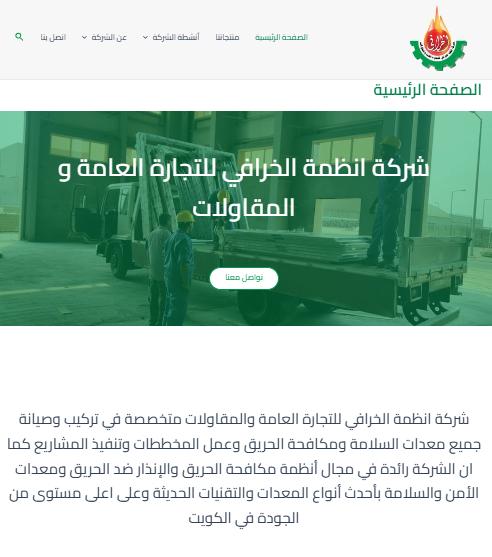 الصفحة الرئيسية
منتجاتنا
أنشطة الشركة
عن الشركة
اتصل بنا
الخرافي
الصفحة الرئيسية
شركة انظمة الخرافي للتجارة العامة و
المقاولات
تواصل معنا
شركة انظمة الخرافي للتجارة العامة والمقاولات متخصصة في تركيب وصيانة
جميع معدات السلامة ومكافحة الحريق وعمل المخططات وتنفيذ المشاريع كما
ان الشركة رائدة في مجال أنظمة مكافحة الحريق والإنذار ضد الحريق ومعدات
الأمن والسلامة بأحدث أنواع المعدات والتقنيات الحديثة وعلى اعلى مستوى من
الجودة في الكويت